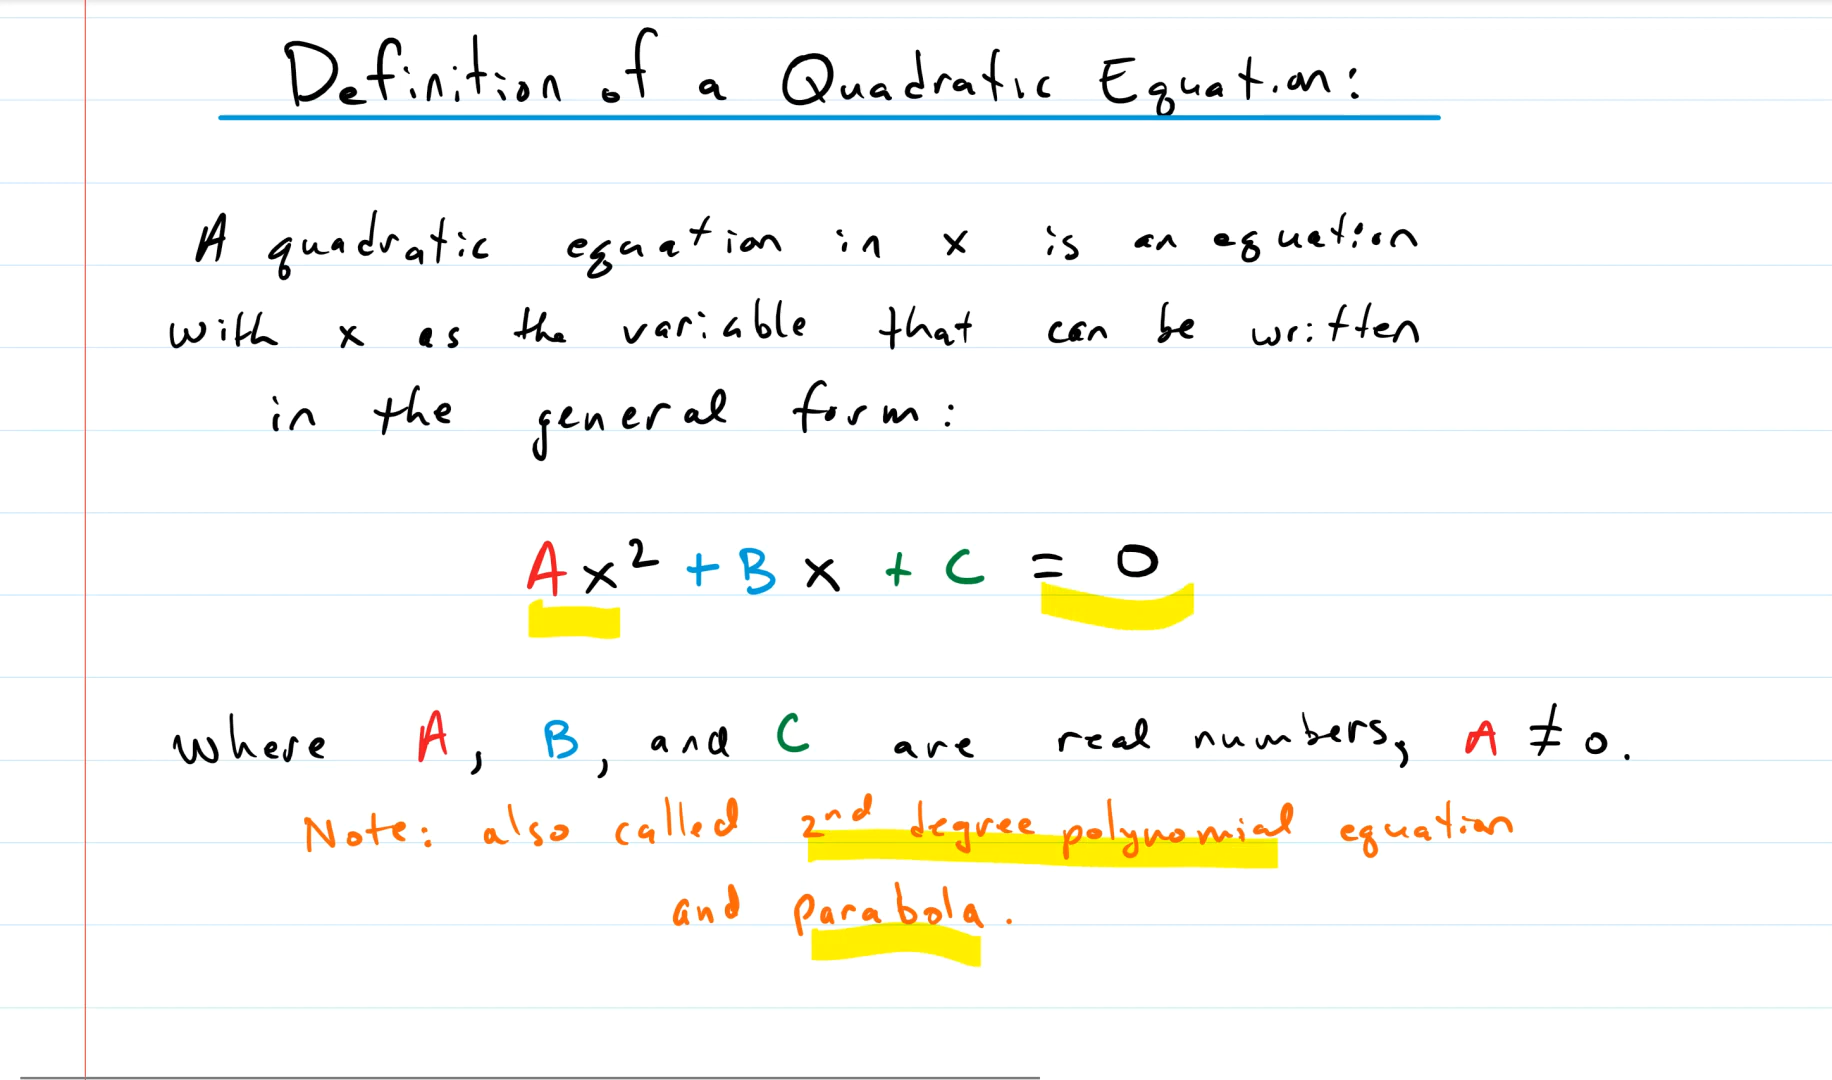 Definition of a Quadratic Equation:
A quadratic equation in x is an equation
with x as the variable that can be written
in the general form:
Ax² + Bx + C = 0
where A, B, and C are real numbers, A ≠ 0.
Note: also called 2nd degree polynomial equation
and parabola.